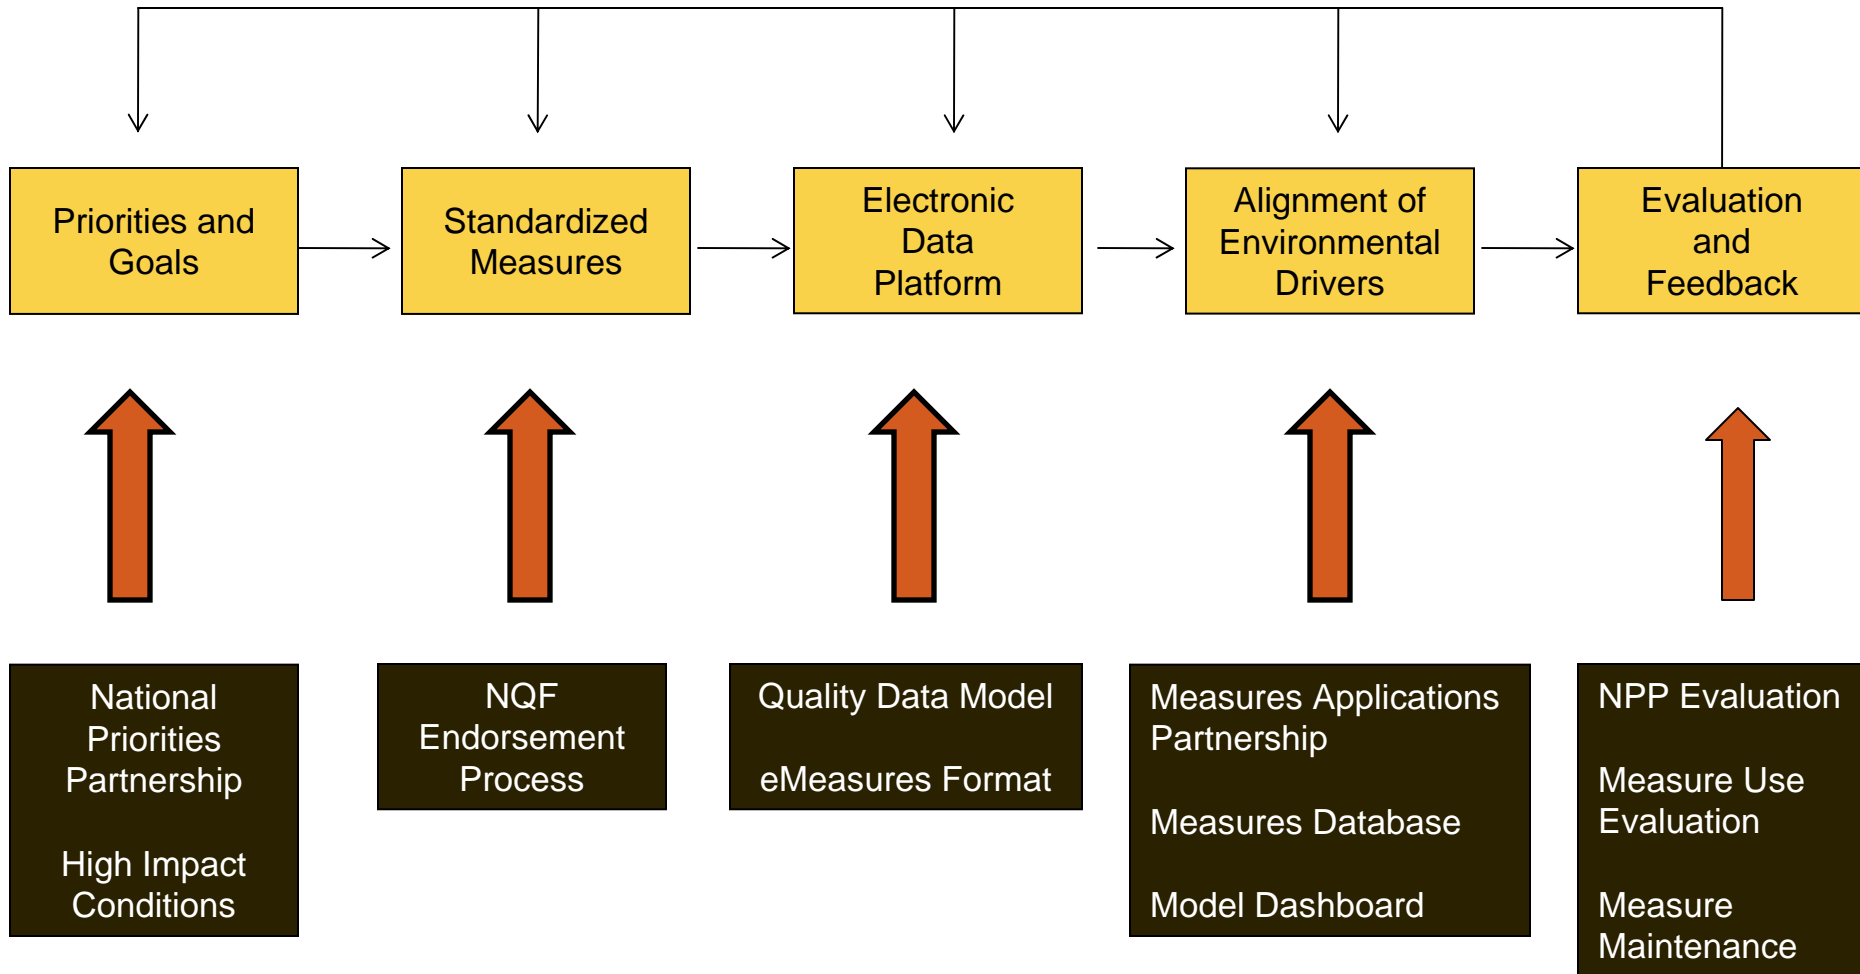 Priorities and
Goals
Standardized
Measures
Electronic
Data
Platform
Alignment of
Environmental
Drivers
Evaluation
and
Feedback
National
Priorities
Partnership
High Impact
Conditions
NQF
Endorsement
Process
Quality Data Model
eMeasures Format
Measures Applications
Partnership
Measures Database
Model Dashboard
NPP Evaluation
Measure Use
Evaluation
Measure
Maintenance